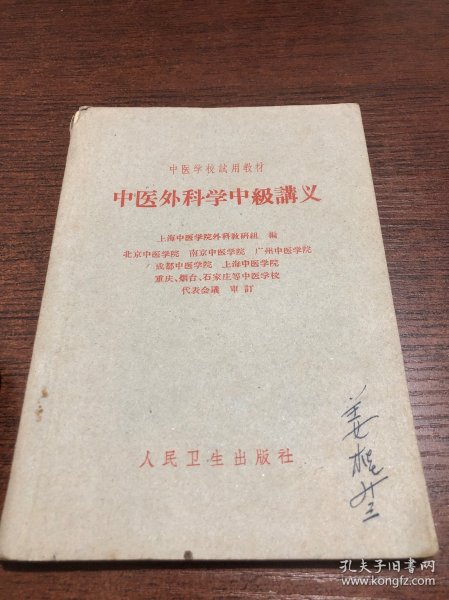 中医学校試用教材
中医外科学中級講义
上海中医学院外科教研組 編
北京中医学院 南京中医学院 广州中医学院
成都中医学院 上海中医学院
重庆、烟台、石家庄等中医学校
代表会議 审訂
人民卫生出版社
姜
孔夫子旧书网
www.kongfz.com